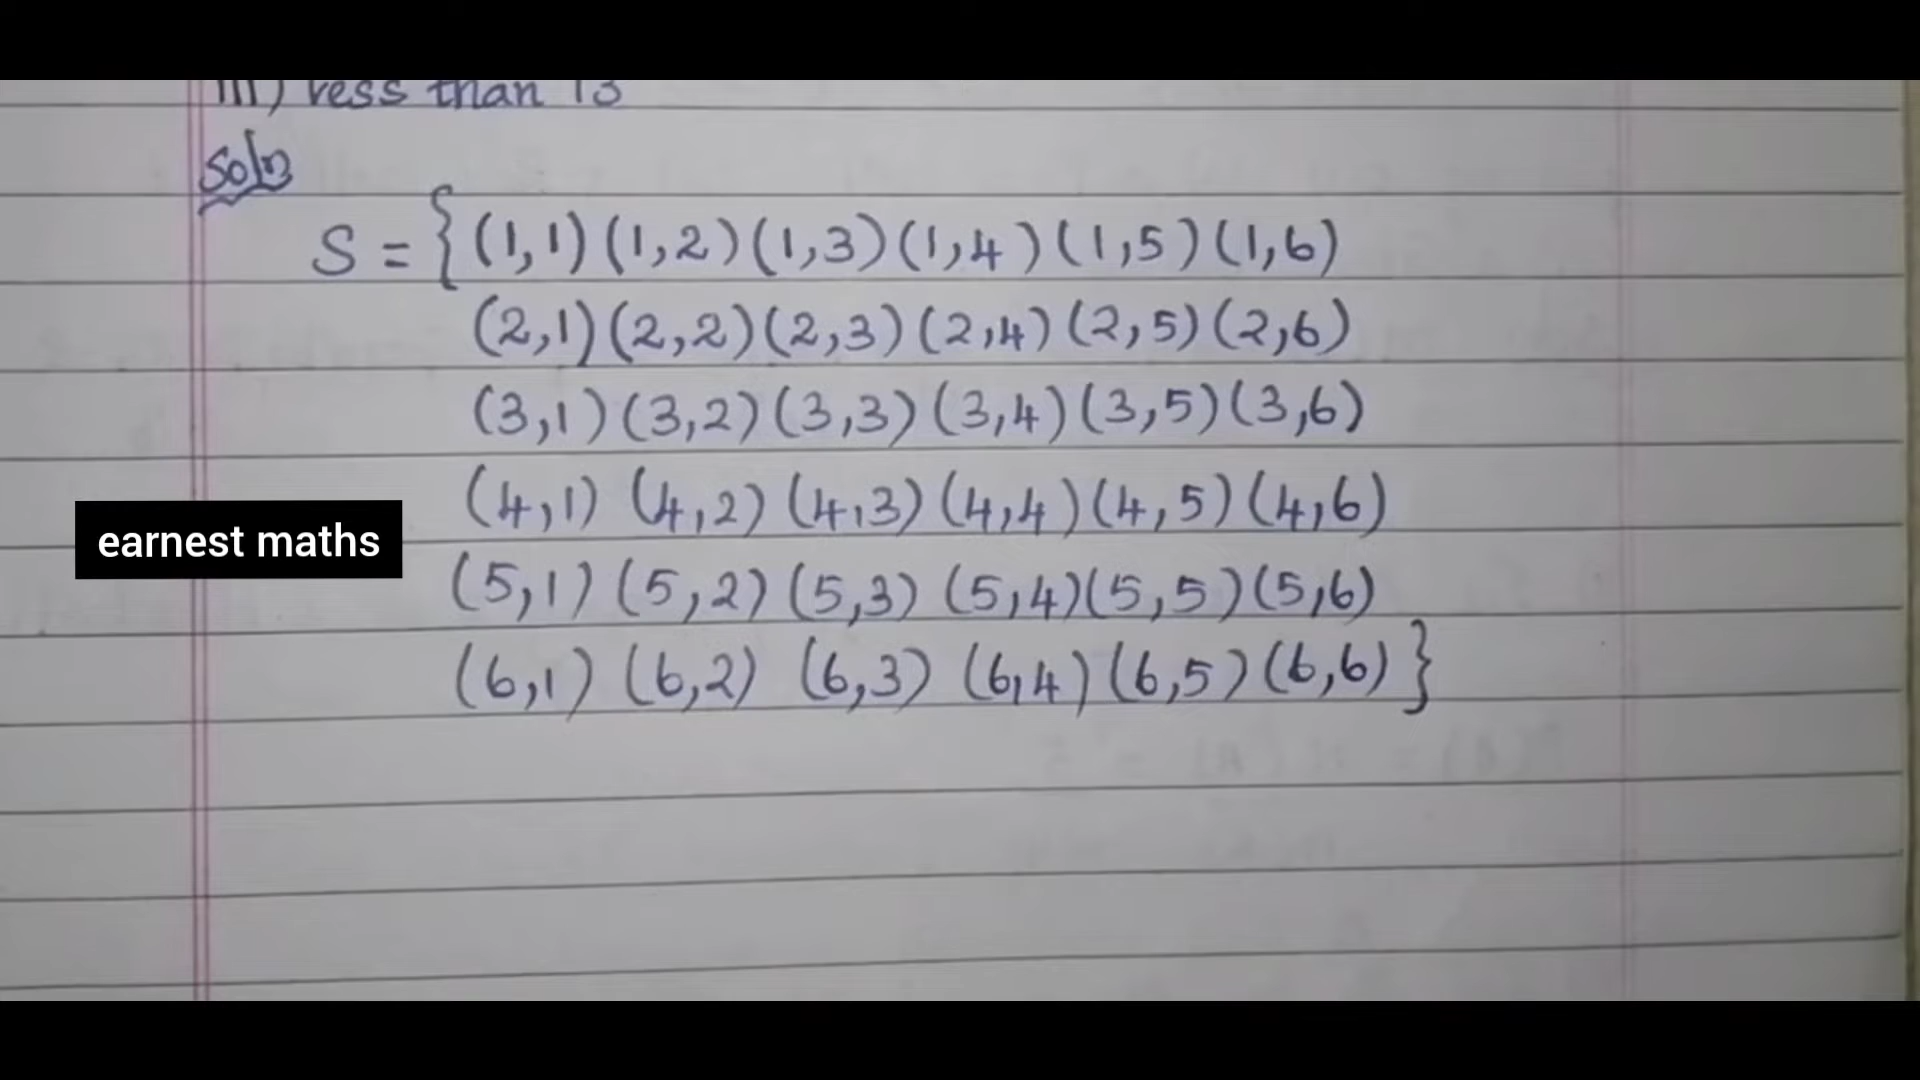 iii) less than 13
Soln
S = {(1,1) (1,2) (1,3) (1,4) (1,5) (1,6)
(2,1) (2,2) (2,3) (2,4) (2,5) (2,6)
(3,1) (3,2) (3,3) (3,4) (3,5) (3,6)
(4,1) (4,2) (4,3) (4,4) (4,5) (4,6)
earnest maths
(5,1) (5,2) (5,3) (5,4) (5,5) (5,6)
(6,1) (6,2) (6,3) (6,4) (6,5) (6,6)}